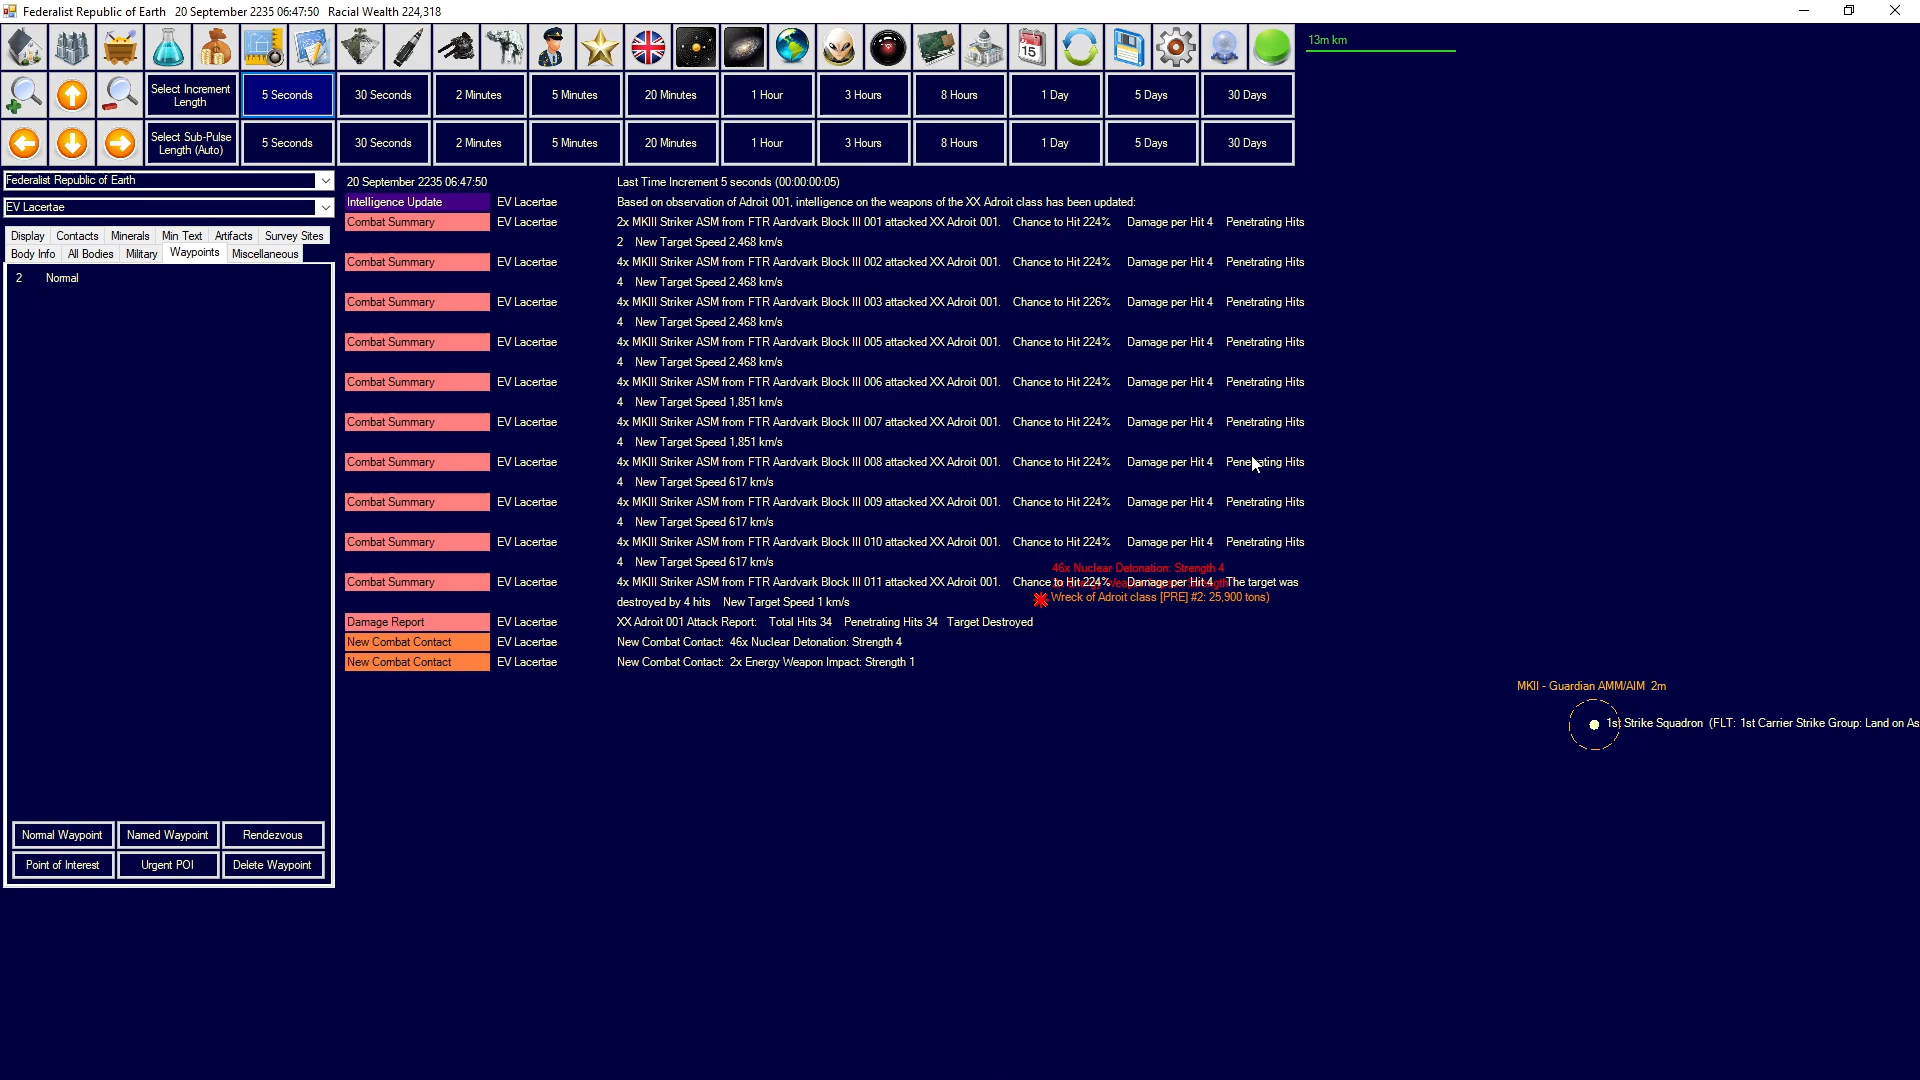 Federalist Republic of Earth   20 September 2235 06:47:50   Racial Wealth 224,318
15
13m km
Select Increment Length
5 Seconds
30 Seconds
2 Minutes
5 Minutes
20 Minutes
1 Hour
3 Hours
8 Hours
1 Day
5 Days
30 Days
Select Sub-Pulse Length (Auto)
5 Seconds
30 Seconds
2 Minutes
5 Minutes
20 Minutes
1 Hour
3 Hours
8 Hours
1 Day
5 Days
30 Days
Federalist Republic of Earth
EV Lacertae
Display Contacts Minerals Min Text Artifacts Survey Sites
Body Info All Bodies Military Waypoints Miscellaneous
2 Normal
Normal Waypoint Named Waypoint Rendezvous
Point of Interest Urgent POI Delete Waypoint
20 September 2235 06:47:50 Last Time Increment 5 seconds (00:00:00:05)
Intelligence Update EV Lacertae Based on observation of Adroit 001, intelligence on the weapons of the XX Adroit class has been updated:
Combat Summary EV Lacertae 2x MKIII Striker ASM from FTR Aardvark Block III 001 attacked XX Adroit 001. Chance to Hit 224% Damage per Hit 4 Penetrating Hits
2 New Target Speed 2,468 km/s
Combat Summary EV Lacertae 4x MKIII Striker ASM from FTR Aardvark Block III 002 attacked XX Adroit 001. Chance to Hit 224% Damage per Hit 4 Penetrating Hits
4 New Target Speed 2,468 km/s
Combat Summary EV Lacertae 4x MKIII Striker ASM from FTR Aardvark Block III 003 attacked XX Adroit 001. Chance to Hit 226% Damage per Hit 4 Penetrating Hits
4 New Target Speed 2,468 km/s
Combat Summary EV Lacertae 4x MKIII Striker ASM from FTR Aardvark Block III 005 attacked XX Adroit 001. Chance to Hit 224% Damage per Hit 4 Penetrating Hits
4 New Target Speed 2,468 km/s
Combat Summary EV Lacertae 4x MKIII Striker ASM from FTR Aardvark Block III 006 attacked XX Adroit 001. Chance to Hit 224% Damage per Hit 4 Penetrating Hits
4 New Target Speed 1,851 km/s
Combat Summary EV Lacertae 4x MKIII Striker ASM from FTR Aardvark Block III 007 attacked XX Adroit 001. Chance to Hit 224% Damage per Hit 4 Penetrating Hits
4 New Target Speed 1,851 km/s
Combat Summary EV Lacertae 4x MKIII Striker ASM from FTR Aardvark Block III 008 attacked XX Adroit 001. Chance to Hit 224% Damage per Hit 4 Penetrating Hits
4 New Target Speed 617 km/s
Combat Summary EV Lacertae 4x MKIII Striker ASM from FTR Aardvark Block III 009 attacked XX Adroit 001. Chance to Hit 224% Damage per Hit 4 Penetrating Hits
4 New Target Speed 617 km/s
Combat Summary EV Lacertae 4x MKIII Striker ASM from FTR Aardvark Block III 010 attacked XX Adroit 001. Chance to Hit 224% Damage per Hit 4 Penetrating Hits
4 New Target Speed 617 km/s
46x Nuclear Detonation: Strength 4
Combat Summary EV Lacertae 4x MKIII Striker ASM from FTR Aardvark Block III 011 attacked XX Adroit 001. Chance to Hit 224% Damage per Hit 4 The target was
destroyed by 4 hits New Target Speed 1 km/s
Wreck of Adroit class [PRE] #2: 25,900 tons)
Damage Report EV Lacertae XX Adroit 001 Attack Report: Total Hits 34 Penetrating Hits 34 Target Destroyed
New Combat Contact EV Lacertae New Combat Contact: 46x Nuclear Detonation: Strength 4
New Combat Contact EV Lacertae New Combat Contact: 2x Energy Weapon Impact: Strength 1
MKII - Guardian AMM/AIM 2m
1st Strike Squadron (FLT: 1st Carrier Strike Group: Land on As